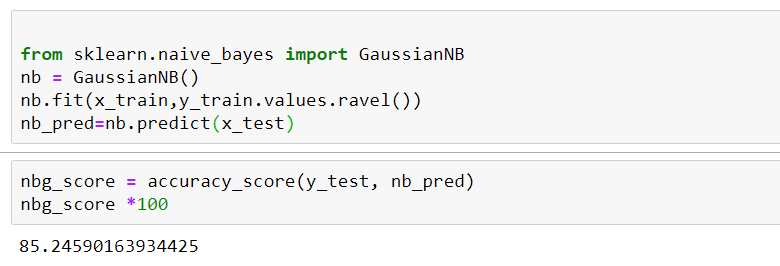 from sklearn.naive_bayes import GaussianNB
nb = GaussianNB()
nb.fit(x_train,y_train.values.ravel())
nb_pred=nb.predict(x_test)
nbg_score = accuracy_score(y_test, nb_pred)
nbg_score *100
85.24590163934425